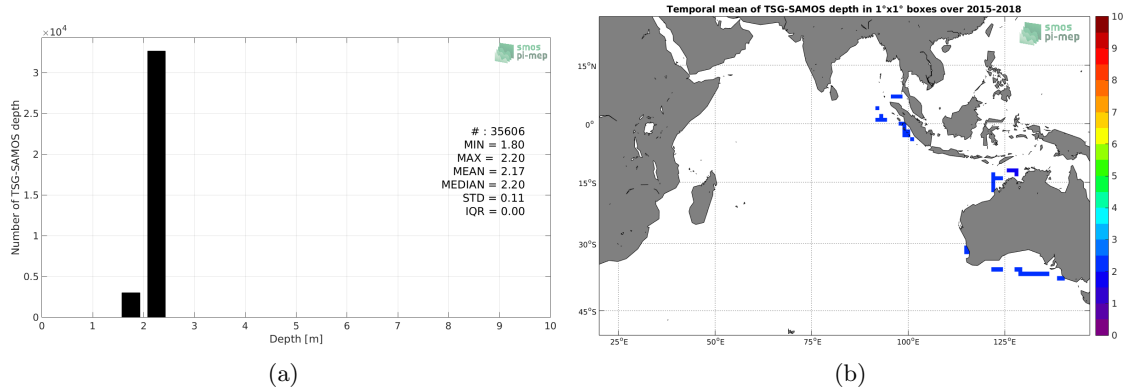 ×10⁴
smos
pi-mep
Number of TSG-SAMOS depth
3
2.5
2
1.5
1
0.5
0
# : 35606
MIN = 1.80
MAX = 2.20
MEAN = 2.17
MEDIAN = 2.20
STD = 0.11
IQR = 0.00
0 1 2 3 4 5 6 7 8 9 10
Depth [m]
(a)
Temporal mean of TSG-SAMOS depth in 1°x1° boxes over 2015-2018
smos
pi-mep
15°N
0°
15°S
30°S
45°S
25°E 50°E 75°E 100°E 125°E
10
9
8
7
6
5
4
3
2
1
0
(b)